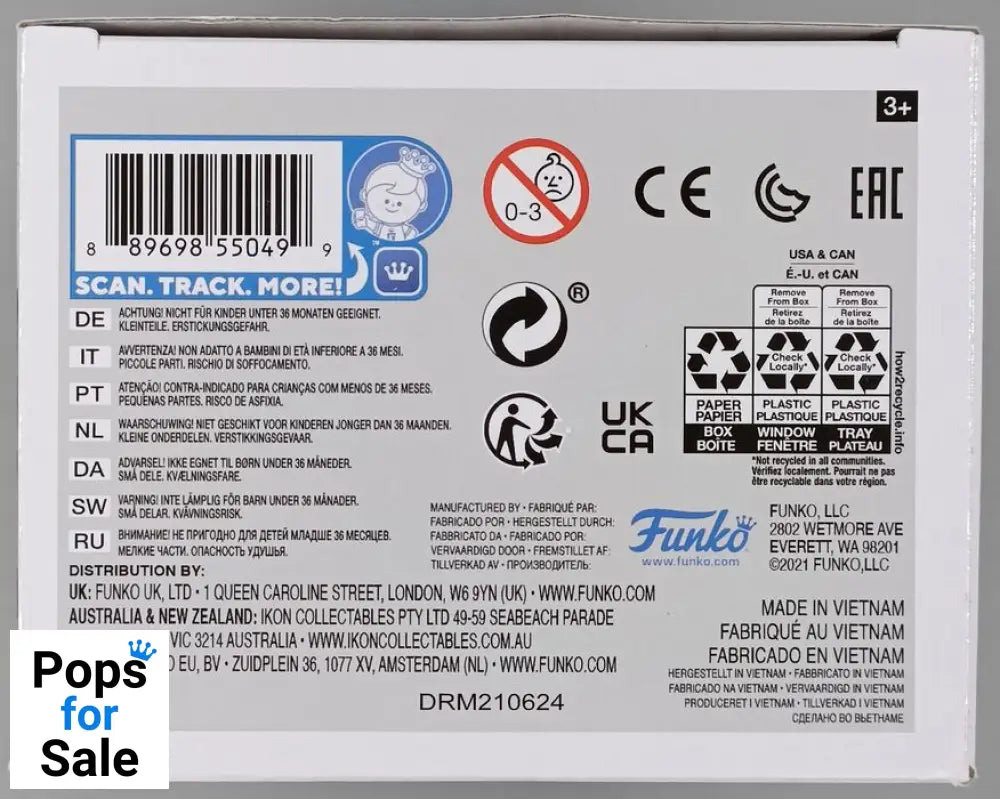 3+
8 89698 55049 9
SCAN. TRACK. MORE!
™
0-3
CE
EAC
®
UK
CA
USA & CAN
É.-U. et CAN
Remove From Box
Retirez de la boîte
Remove From Box
Retirez de la boîte
Check Locally*
Check Locally*
PAPER
PAPIER
BOX
BOÎTE
PLASTIC
PLASTIQUE
WINDOW
FENÊTRE
PLASTIC
PLASTIQUE
TRAY
PLATEAU
how2recycle.info
*Not recycled in all communities.
Vérifiez localement. Pourrait ne pas
être recyclable dans votre région.
DE ACHTUNG! NICHT FÜR KINDER UNTER 36 MONATEN GEEIGNET.
KLEINTEILE. ERSTICKUNGSGEFAHR.
IT AVVERTENZA! NON ADATTO A BAMBINI DI ETÀ INFERIORE A 36 MESI.
PICCOLE PARTI. RISCHIO DI SOFFOCAMENTO.
PT ATENÇÃO! CONTRA-INDICADO PARA CRIANÇAS COM MENOS DE 36 MESES.
PEQUENAS PARTES. RISCO DE ASFIXIA.
NL WAARSCHUWING! NIET GESCHIKT VOOR KINDEREN JONGER DAN 36 MAANDEN.
KLEINE ONDERDELEN. VERSTIKKINGSGEVAAR.
DA ADVARSEL! IKKE EGNET TIL BØRN UNDER 36 MÅNEDER.
SMÅ DELE. KVÆLNINGSFARE.
SW VARNING! INTE LÄMPLIG FÖR BARN UNDER 36 MÅNADER.
SMÅ DELAR. KVÄVNINGSRISK.
RU ВНИМАНИЕ! НЕ ПРИГОДНО ДЛЯ ДЕТЕЙ МЛАДШЕ 36 МЕСЯЦЕВ.
МЕЛКИЕ ЧАСТИ. ОПАСНОСТЬ УДУШЬЯ.
MANUFACTURED BY • FABRIQUÉ PAR:
FABRICADO POR • HERGESTELLT DURCH:
FABBRICATO DA • FABRICADO POR:
VERVAARDIGD DOOR • FREMSTILLET AF:
TILLVERKAD AV • ПРОИЗВОДИТЕЛЬ:
Funko
www.funko.com
FUNKO, LLC
2802 WETMORE AVE
EVERETT, WA 98201
©2021 FUNKO,LLC
DISTRIBUTION BY:
UK: FUNKO UK, LTD • 1 QUEEN CAROLINE STREET, LONDON, W6 9YN (UK) • WWW.FUNKO.COM
AUSTRALIA & NEW ZEALAND: IKON COLLECTABLES PTY LTD 49-59 SEABEACH PARADE
VIC 3214 AUSTRALIA • WWW.IKONCOLLECTABLES.COM.AU
EU, BV • ZUIDPLEIN 36, 1077 XV, AMSTERDAM (NL) • WWW.FUNKO.COM
DRM210624
MADE IN VIETNAM
FABRIQUÉ AU VIETNAM
FABRICADO EN VIETNAM
HERGESTELLT IN VIETNAM • FABRICATO IN VIETNAM
FABRICADO NA VIETNAM • VERVAARDIGD IN VIETNAM
PRODUCERET I VIETNAM • TILLVERKAD I VIETNAM
СДЕЛАНО ВО ВЬЕТНАМЕ
Pops
for
Sale